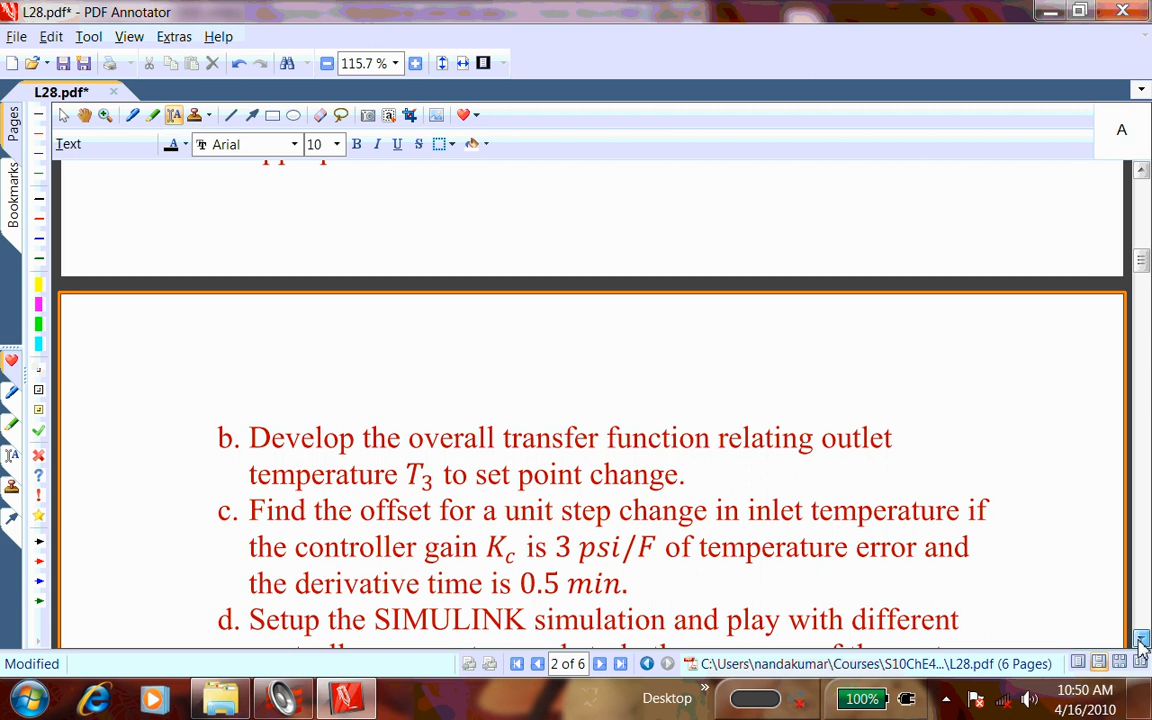 L28.pdf* - PDF Annotator
File Edit Tool View Extras Help
115.7 %
L28.pdf*
Text Arial 10 B I U S A
Pages
Bookmarks
b. Develop the overall transfer function relating outlet
temperature T₃ to set point change.
c. Find the offset for a unit step change in inlet temperature if
the controller gain K_c is 3 psi/F of temperature error and
the derivative time is 0.5 min.
d. Setup the SIMULINK simulation and play with different
Modified 2 of 6 C:\Users\nandakumar\Courses\S10ChE4...\L28.pdf (6 Pages)
Desktop 100% 10:50 AM
4/16/2010